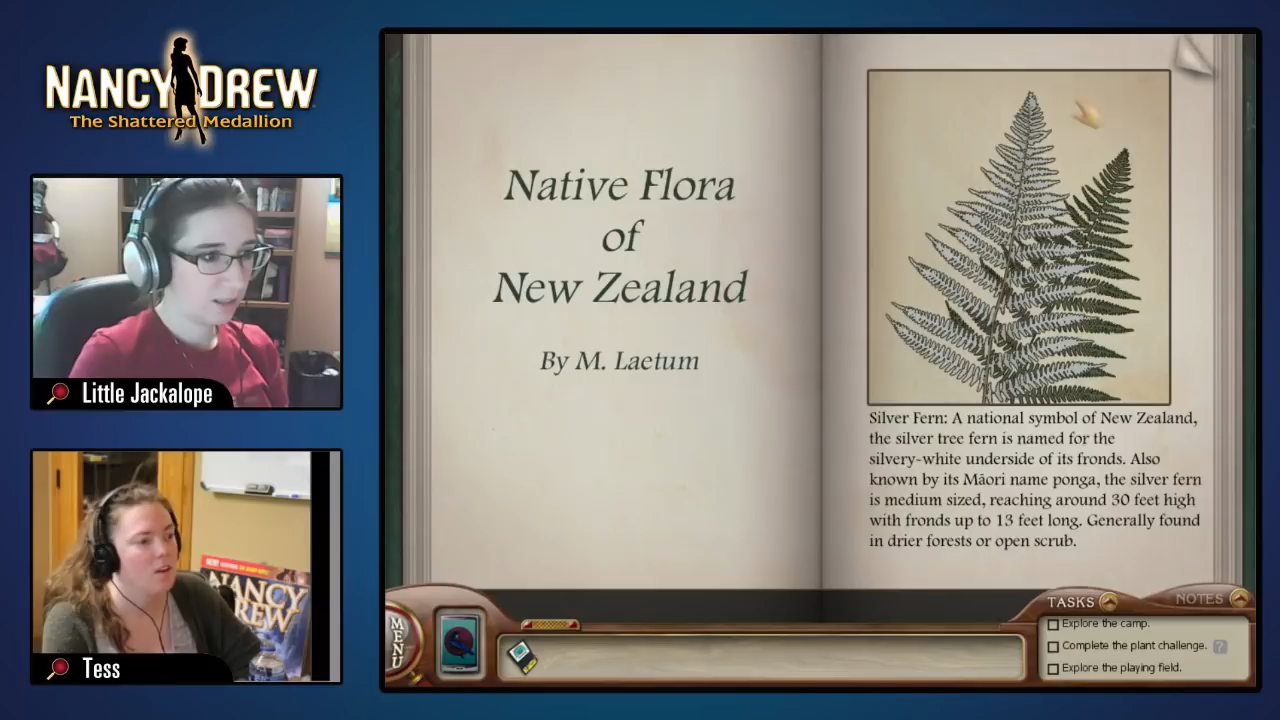 NANCY DREW
The Shattered Medallion
Little Jackalope
NANCY
DREW
Tess
Native Flora
of
New Zealand
By M. Laetum
Silver Fern: A national symbol of New Zealand,
the silver tree fern is named for the
silvery-white underside of its fronds. Also
known by its Māori name ponga, the silver fern
is medium sized, reaching around 30 feet high
with fronds up to 13 feet long. Generally found
in drier forests or open scrub.
MENU
TASKS
NOTES
Explore the camp.
Complete the plant challenge. ?
Explore the playing field.